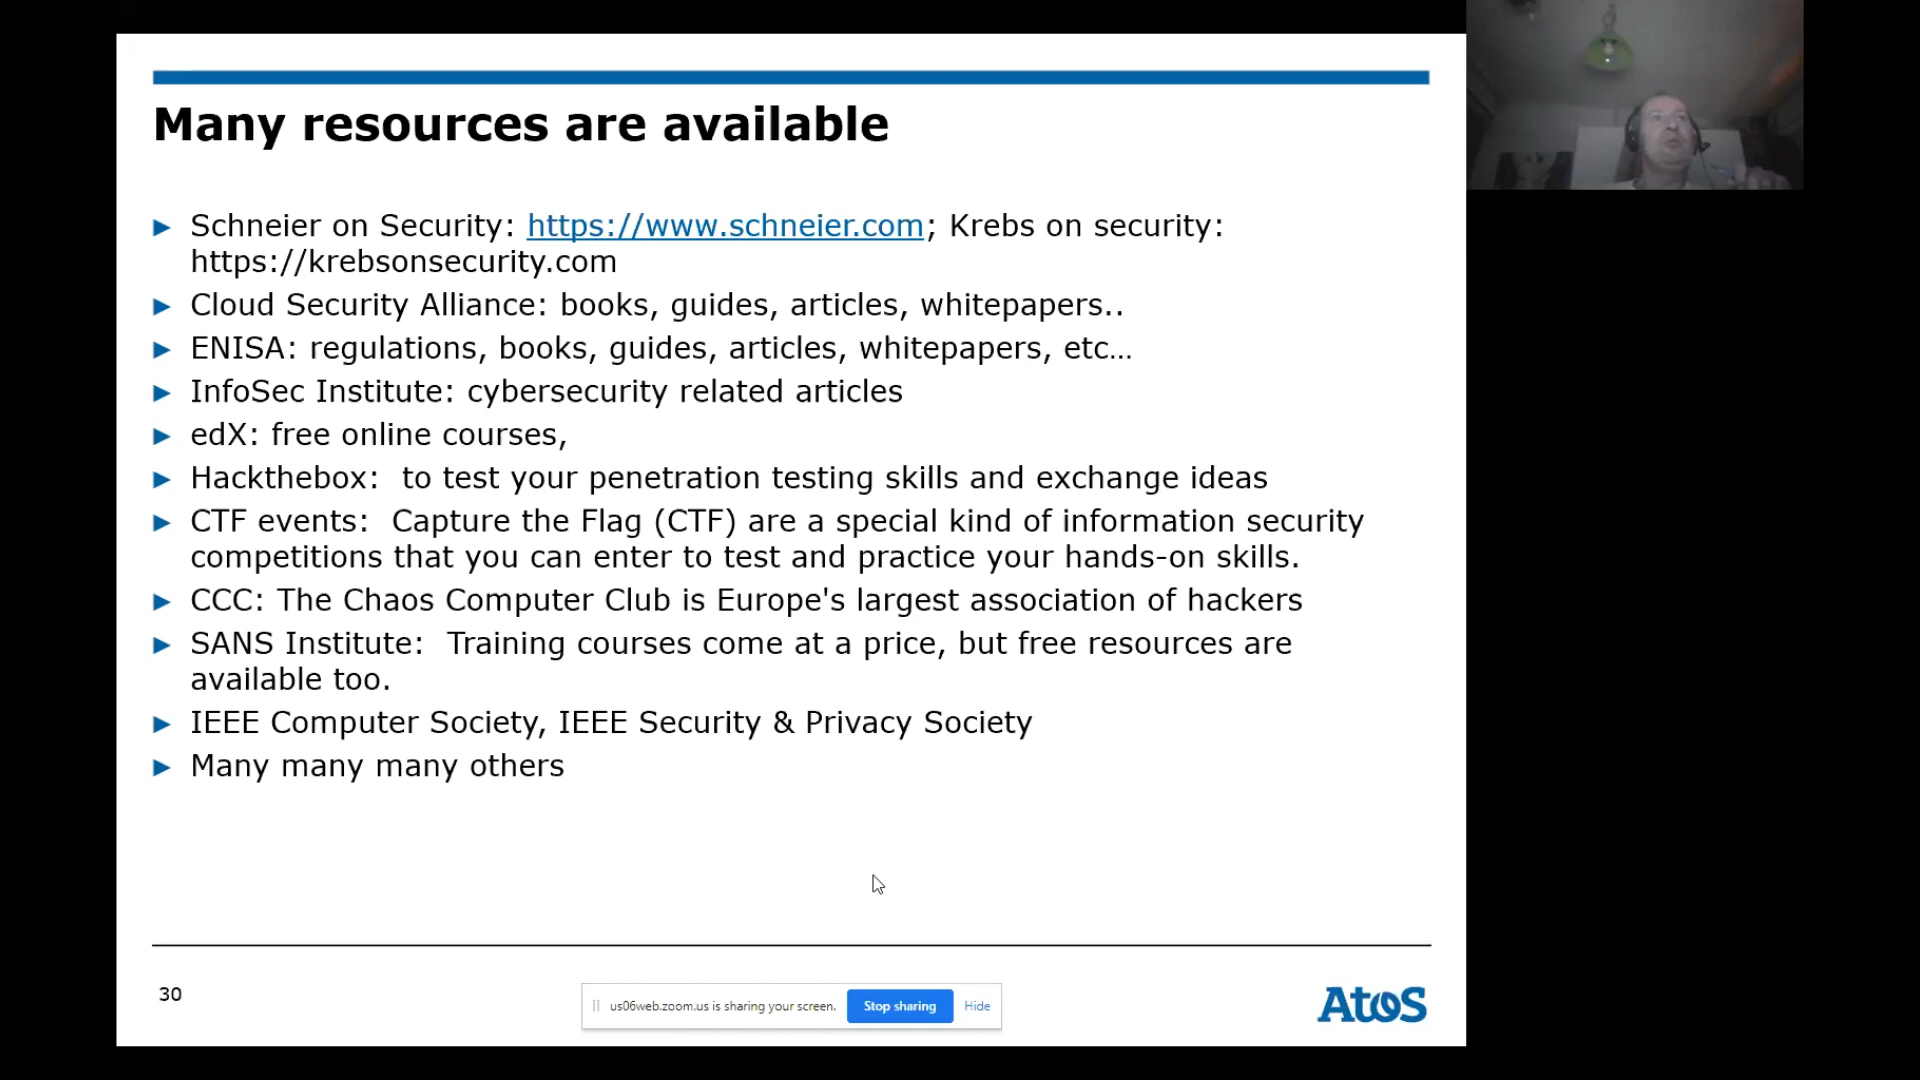 Many resources are available
Schneier on Security: https://www.schneier.com; Krebs on security:
https://krebsonsecurity.com
Cloud Security Alliance: books, guides, articles, whitepapers..
ENISA: regulations, books, guides, articles, whitepapers, etc…
InfoSec Institute: cybersecurity related articles
edX: free online courses,
Hackthebox:  to test your penetration testing skills and exchange ideas
CTF events:  Capture the Flag (CTF) are a special kind of information security
competitions that you can enter to test and practice your hands-on skills.
CCC: The Chaos Computer Club is Europe's largest association of hackers
SANS Institute:  Training courses come at a price, but free resources are
available too.
IEEE Computer Society, IEEE Security & Privacy Society
Many many many others
30
us06web.zoom.us is sharing your screen. Stop sharing Hide
Atos